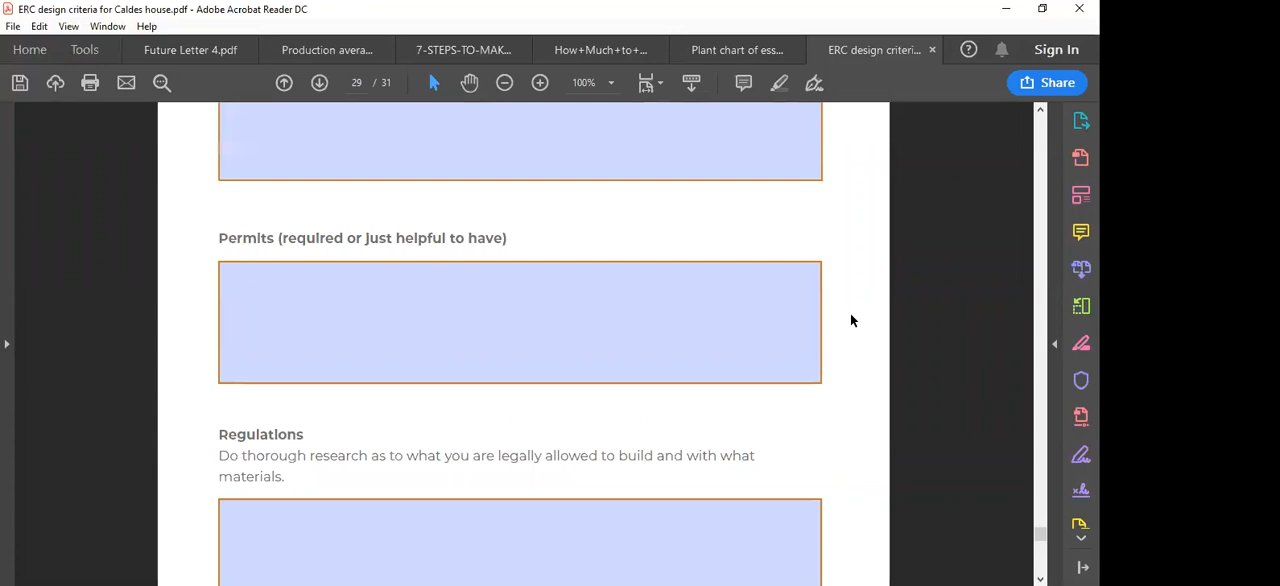 ERC design criteria for Caldes house.pdf - Adobe Acrobat Reader DC
File Edit View Window Help
Home Tools Future Letter 4.pdf Production avera... 7-STEPS-TO-MAK... How+Much+to+... Plant chart of ess... ERC design criteri... × Sign In
29 / 31 100% Share
Permits (required or just helpful to have)
Regulations
Do thorough research as to what you are legally allowed to build and with what
materials.